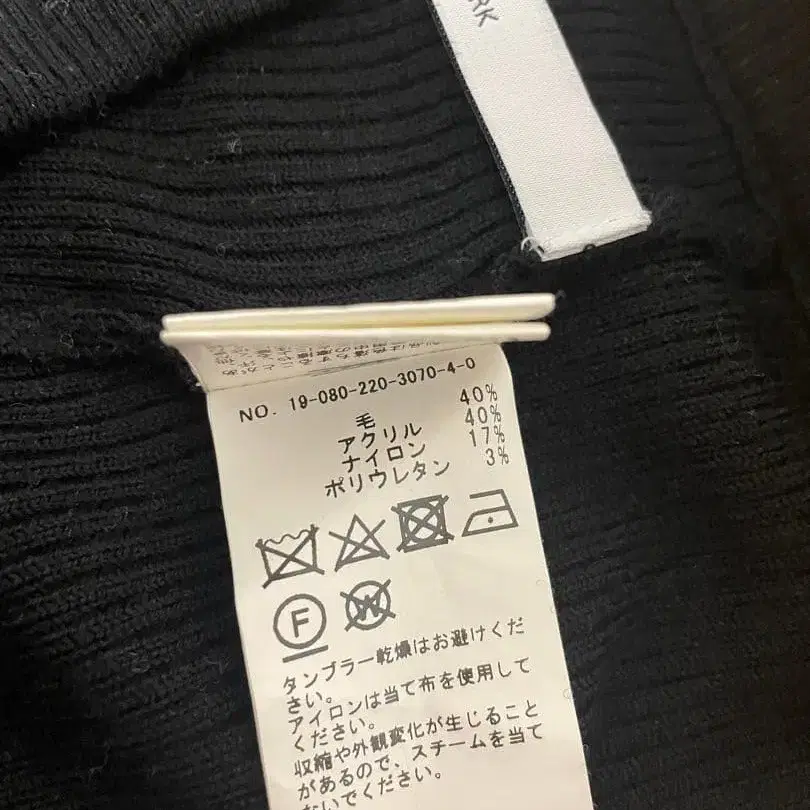 NO. 19-080-220-3070-4-0
毛 40%
アクリル 40%
ナイロン 17%
ポリウレタン 3%
F W
タンブラー乾燥はお避けくだ
さい。
アイロンは当て布を使用して
ください。
収縮や外観変化が生じること
があるので、スチームを当て
ないでください。